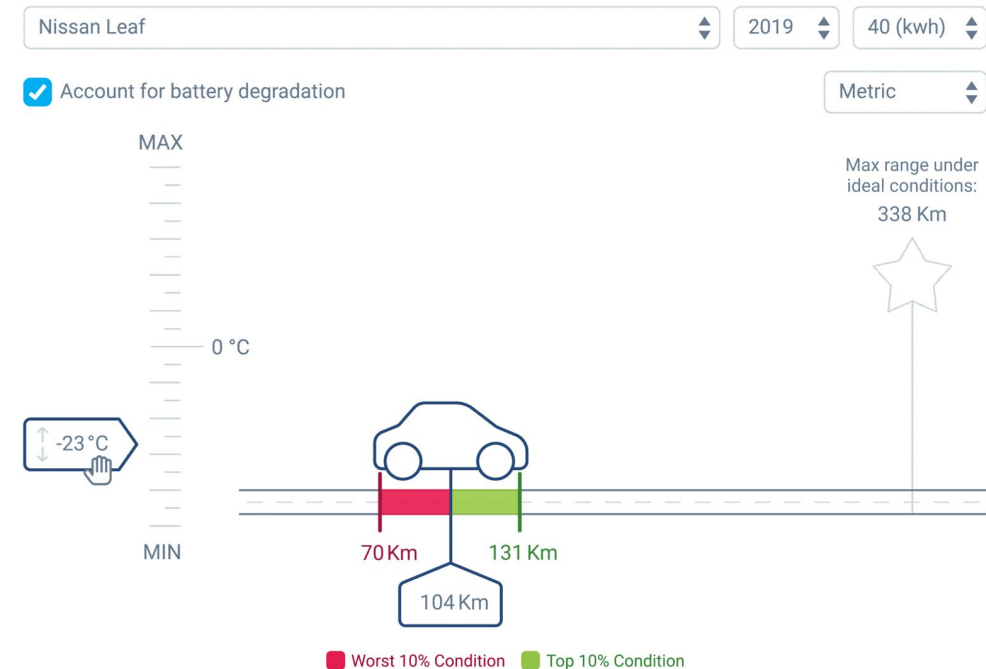 Nissan Leaf
2019
40 (kwh)
Account for battery degradation
Metric
MAX
Max range under
ideal conditions:
338 Km
0 °C
-23 °C
MIN
70 Km
131 Km
104 Km
Worst 10% Condition
Top 10% Condition